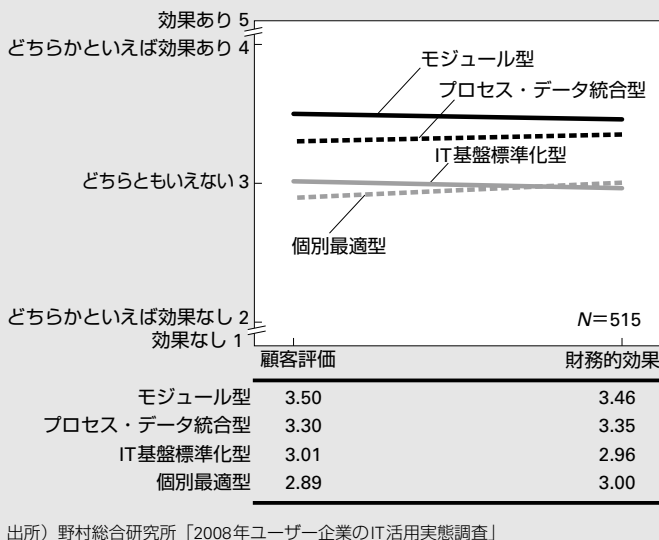 効果あり 5
どちらかといえば効果あり 4
モジュール型
プロセス・データ統合型
IT基盤標準化型
どちらともいえない 3
個別最適型
どちらかといえば効果なし 2
N=515
効果なし 1
顧客評価 財務的効果
モジュール型 3.50 3.46
プロセス・データ統合型 3.30 3.35
IT基盤標準化型 3.01 2.96
個別最適型 2.89 3.00
出所）野村総合研究所「2008年ユーザー企業のIT活用実態調査」